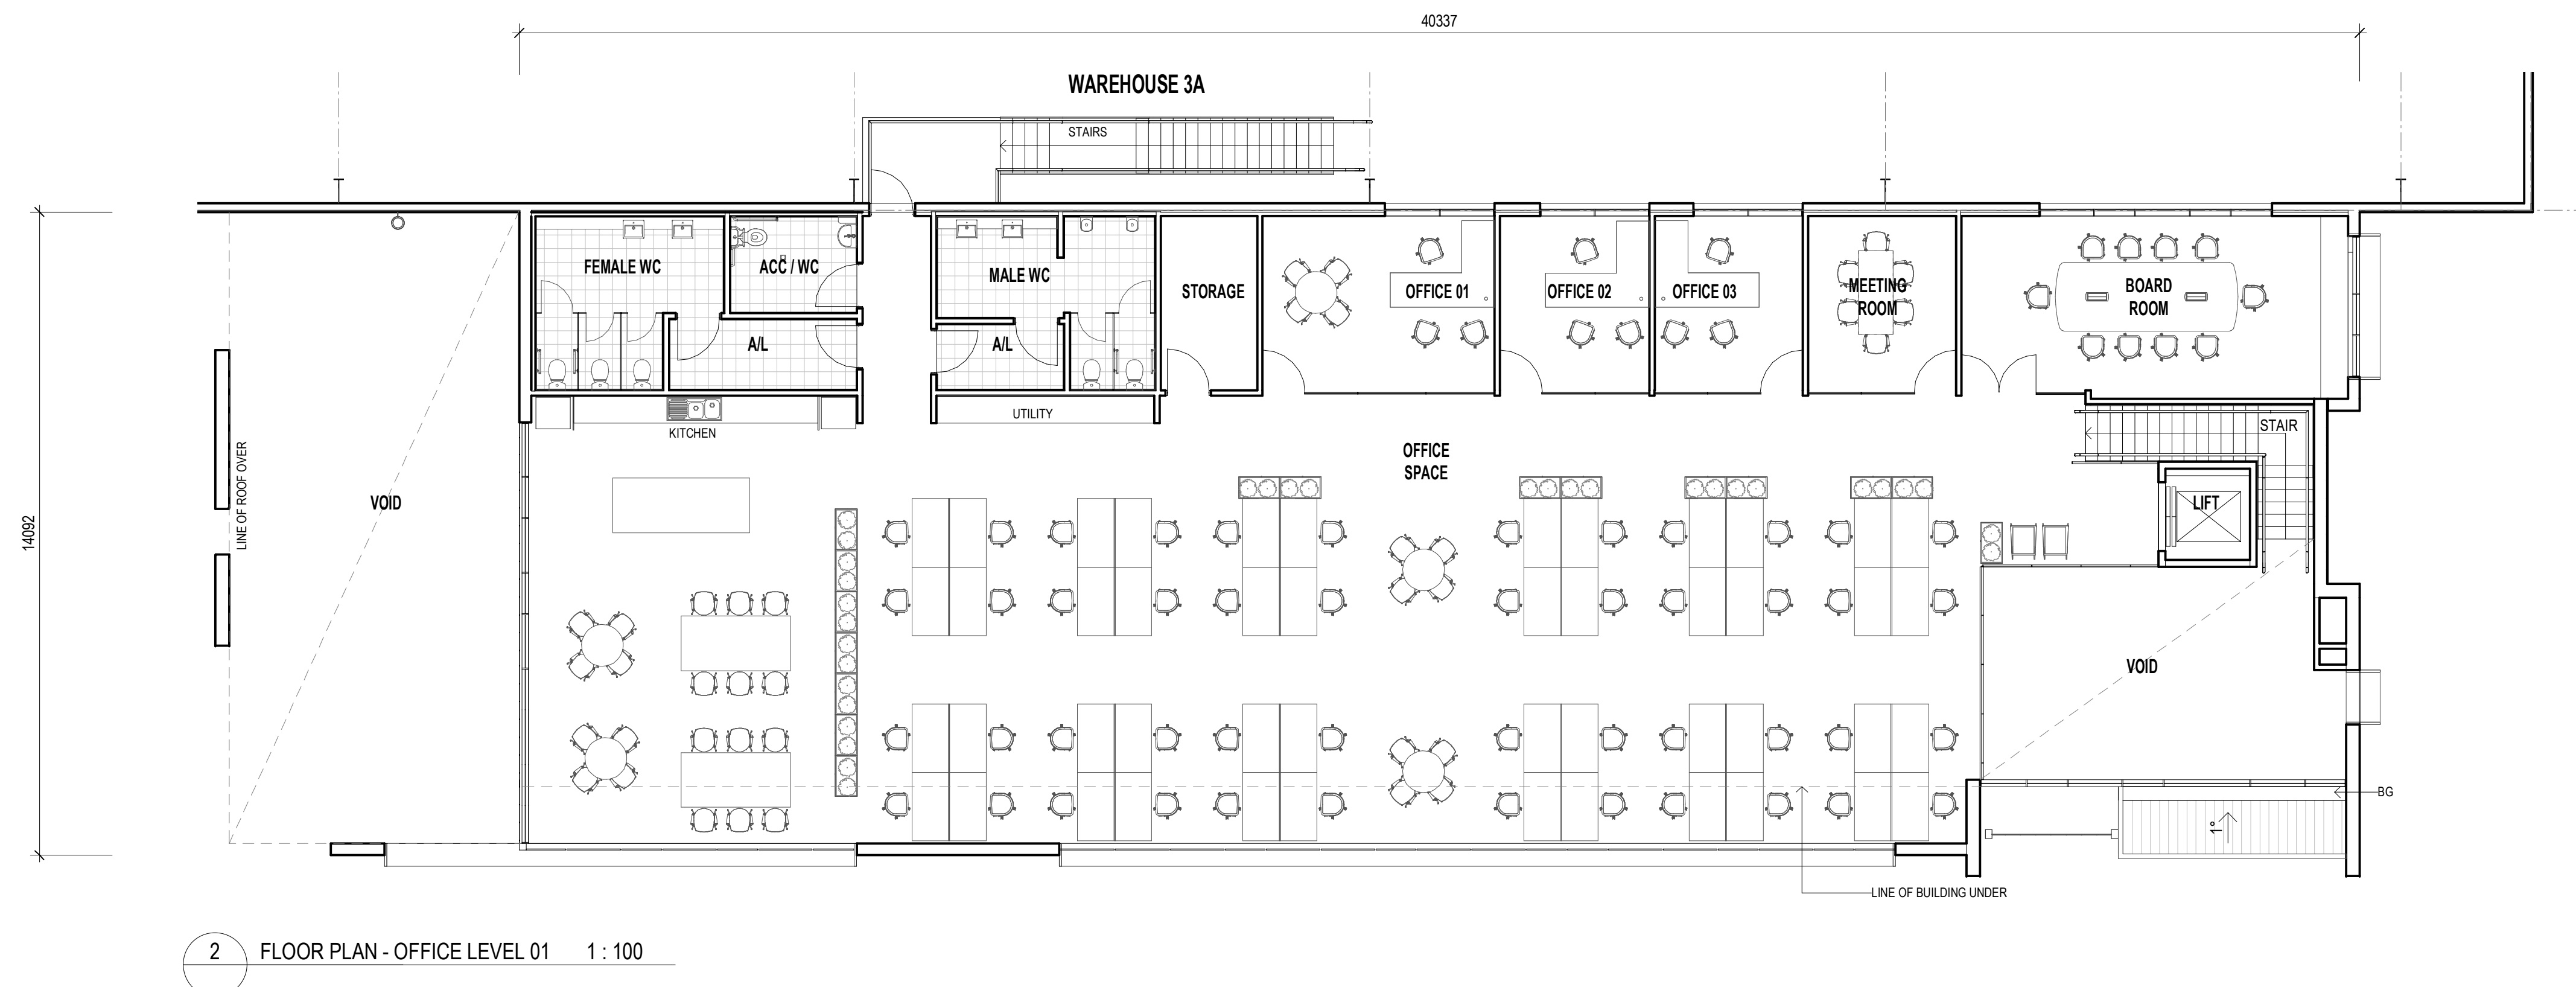 40337
WAREHOUSE 3A
STAIRS
FEMALE WC
ACC / WC
MALE WC
STORAGE
OFFICE 01
OFFICE 02
OFFICE 03
MEETING
ROOM
BOARD
ROOM
A/L
A/L
UTILITY
KITCHEN
STAIR
OFFICE
SPACE
LINE OF ROOF OVER
VOID
LIFT
14092
VOID
BG
1°
LINE OF BUILDING UNDER
2 FLOOR PLAN - OFFICE LEVEL 01 1 : 100